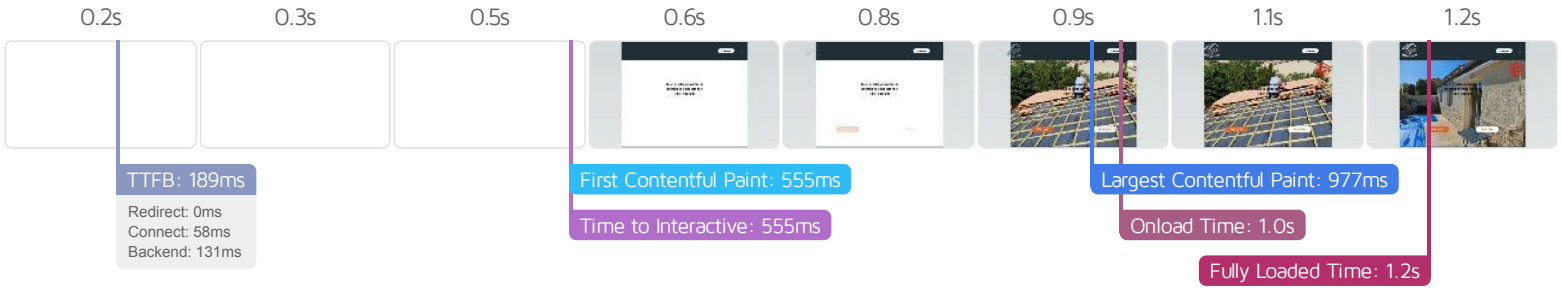 0.2s 0.3s 0.5s 0.6s 0.8s 0.9s 1.1s 1.2s
TTFB: 189ms
Redirect: 0ms
Connect: 58ms
Backend: 131ms
First Contentful Paint: 555ms
Time to Interactive: 555ms
Largest Contentful Paint: 977ms
Onload Time: 1.0s
Fully Loaded Time: 1.2s